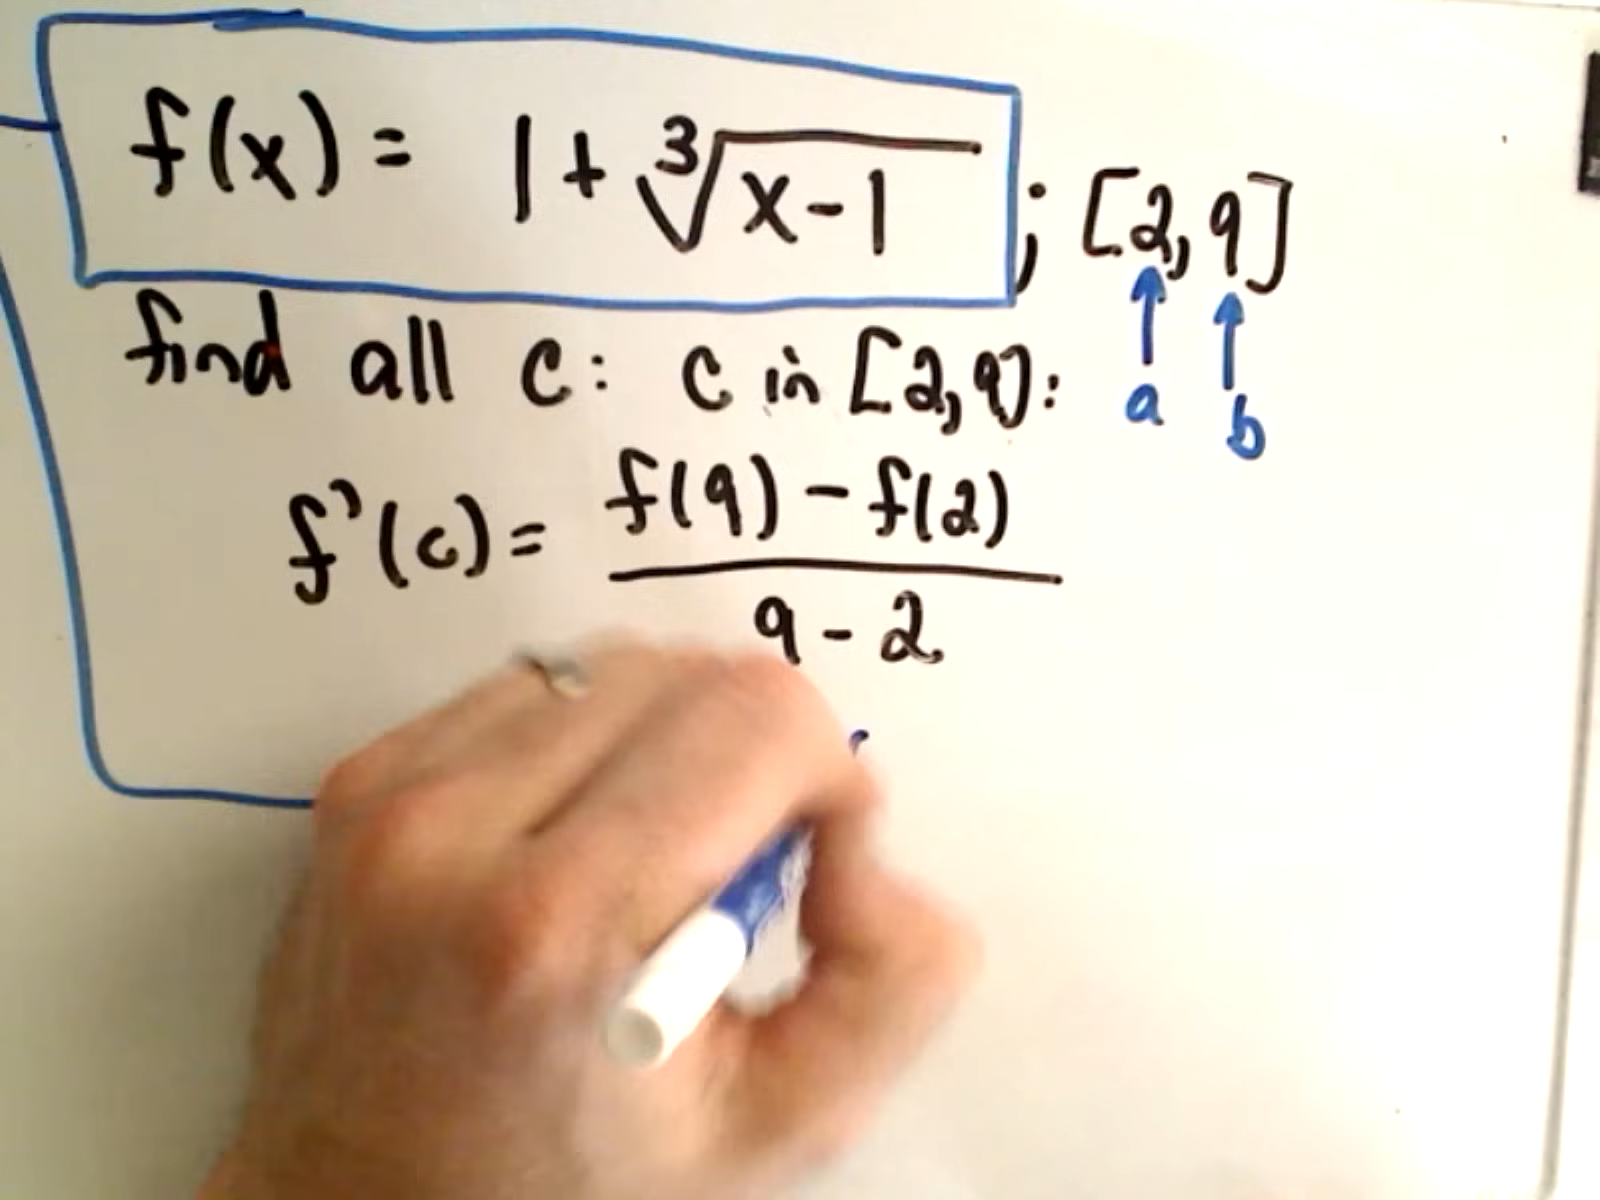 f(x) = 1 + ∛(x-1) ; [2, 9]
find all c: c in [2,9]:
a b
f'(c) = f(9) - f(2)
9 - 2